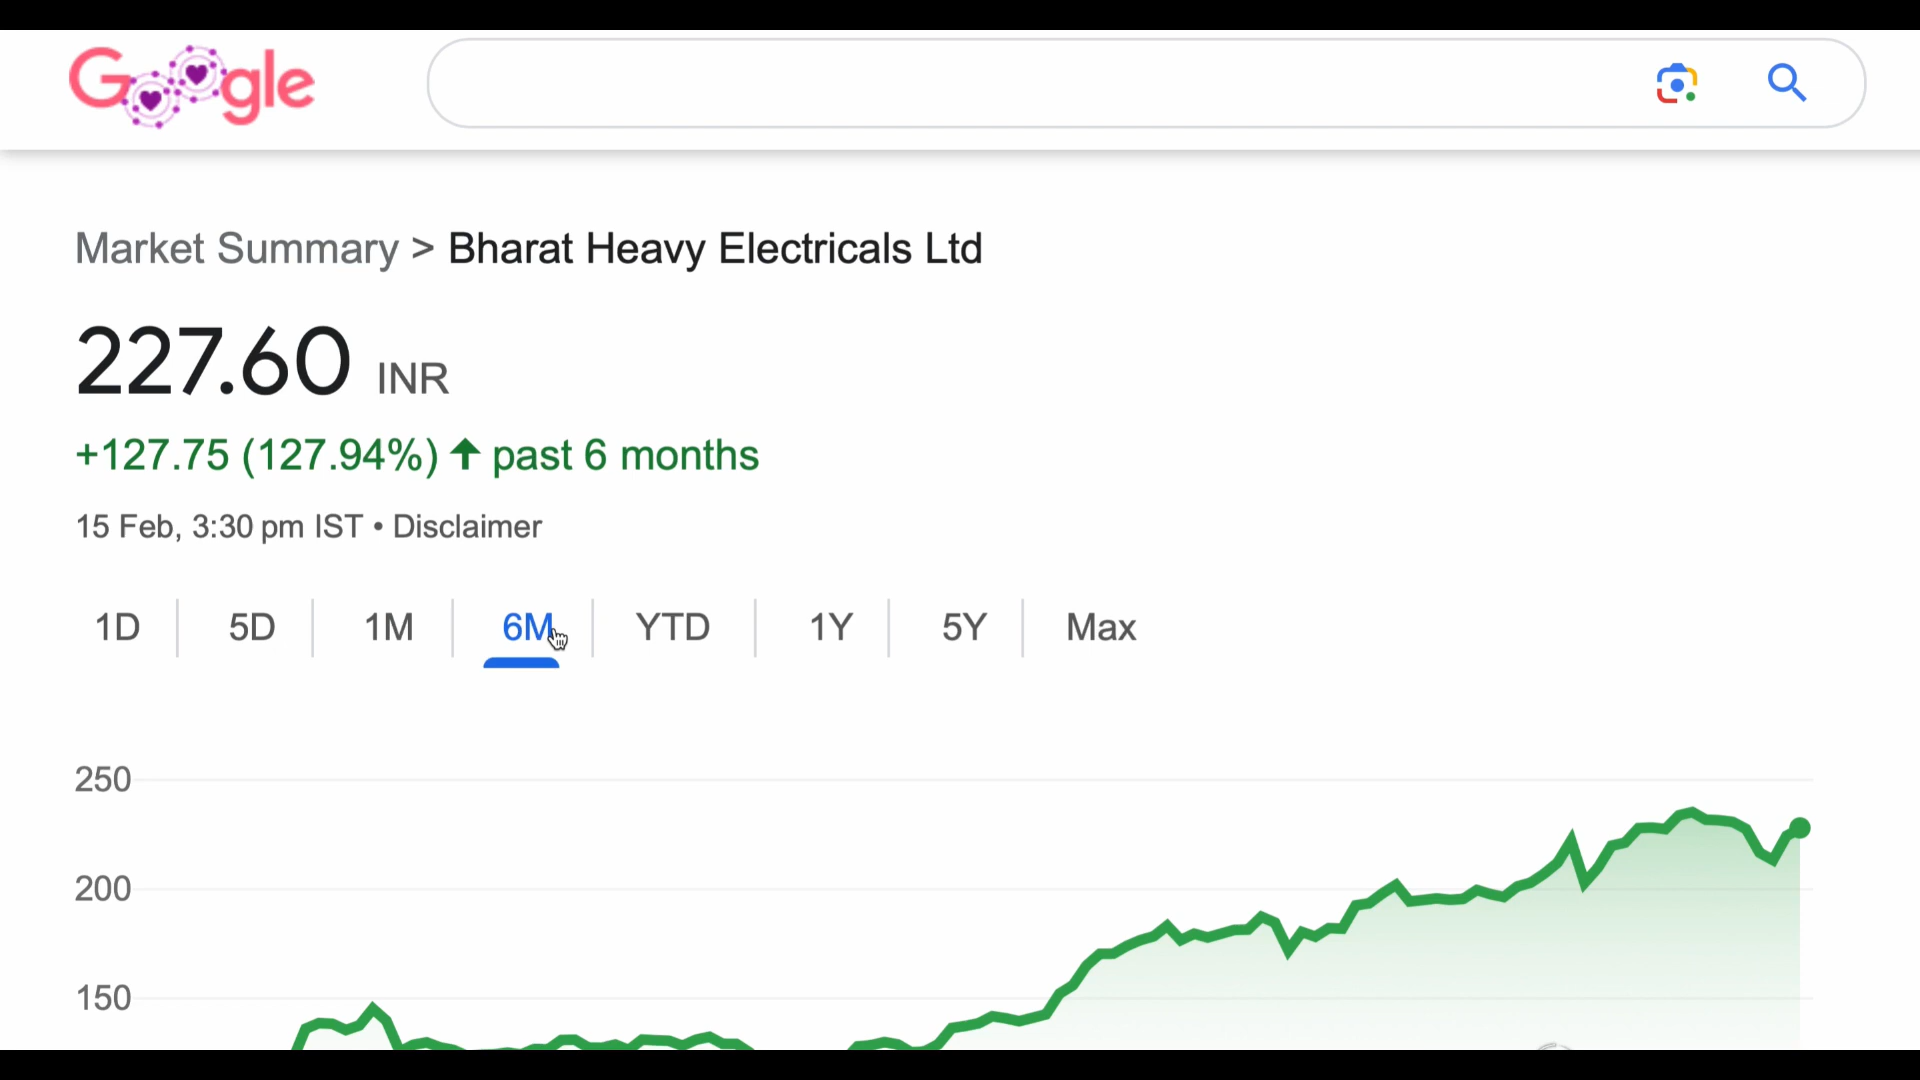 Google
Market Summary > Bharat Heavy Electricals Ltd
227.60 INR
+127.75 (127.94%) ↑ past 6 months
15 Feb, 3:30 pm IST • Disclaimer
1D 5D 1M 6M YTD 1Y 5Y Max
250
200
150